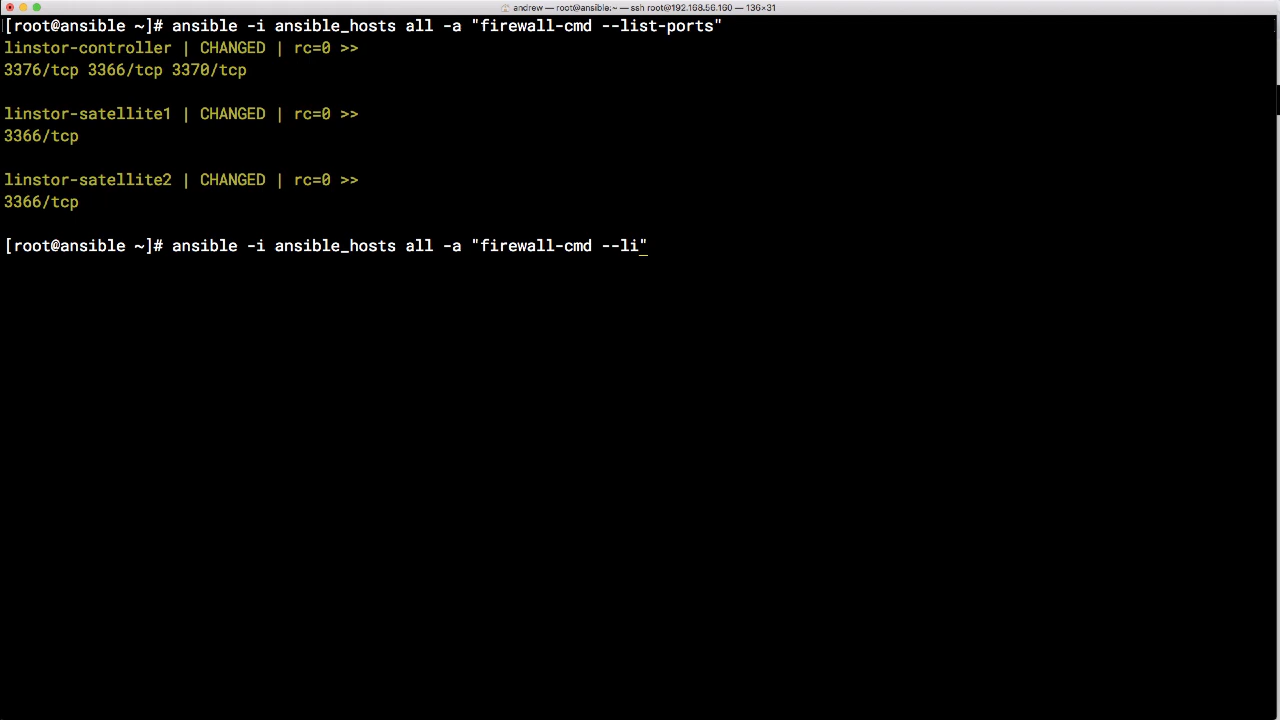 andrew — root@ansible:~ — ssh root@192.168.56.160 — 136×31
[root@ansible ~]# ansible -i ansible_hosts all -a "firewall-cmd --list-ports"
linstor-controller | CHANGED | rc=0 >>
3376/tcp 3366/tcp 3370/tcp
linstor-satellite1 | CHANGED | rc=0 >>
3366/tcp
linstor-satellite2 | CHANGED | rc=0 >>
3366/tcp
[root@ansible ~]# ansible -i ansible_hosts all -a "firewall-cmd --li"